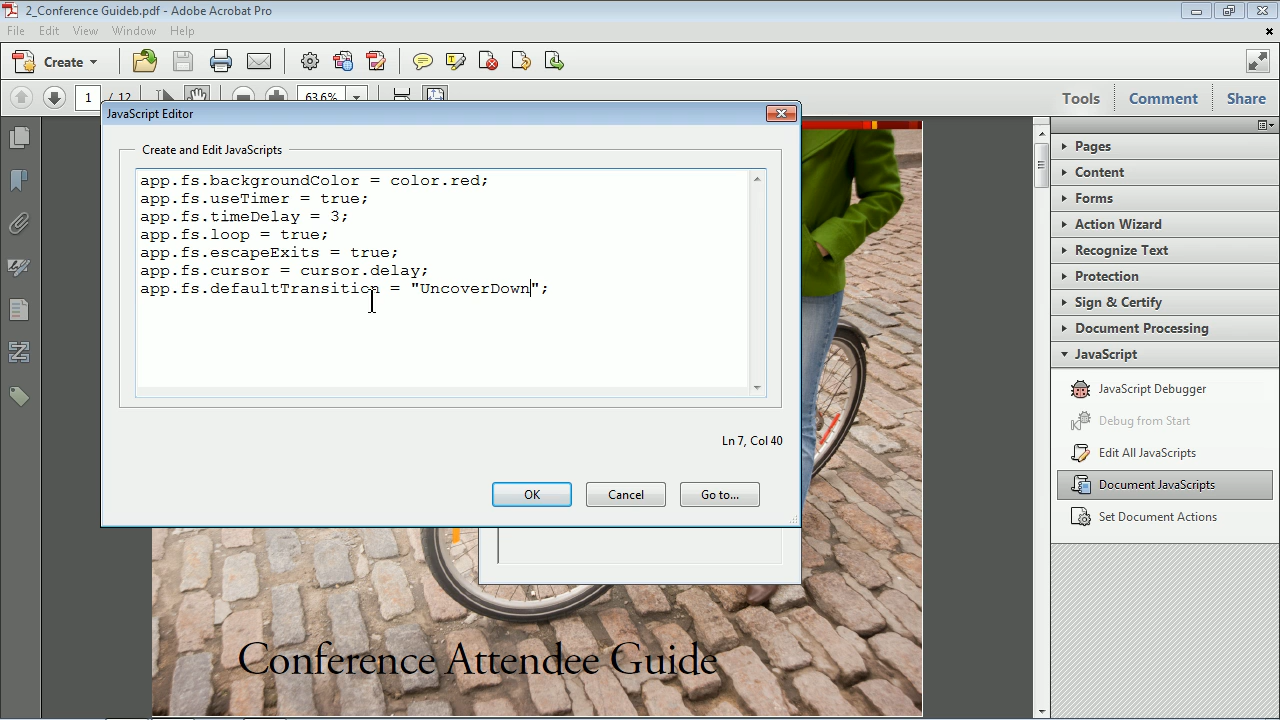 2_Conference Guideb.pdf - Adobe Acrobat Pro
File Edit View Window Help
Create
1 / 12 63.6% Tools Comment Share
JavaScript Editor
Create and Edit JavaScripts
app.fs.backgroundColor = color.red;
app.fs.useTimer = true;
app.fs.timeDelay = 3;
app.fs.loop = true;
app.fs.escapeExits = true;
app.fs.cursor = cursor.delay;
app.fs.defaultTransition = "UncoverDown";
Ln 7, Col 40
OK Cancel Go to...
Pages
Content
Forms
Action Wizard
Recognize Text
Protection
Sign & Certify
Document Processing
JavaScript
JavaScript Debugger
Debug from Start
Edit All JavaScripts
Document JavaScripts
Set Document Actions
Conference Attendee Guide